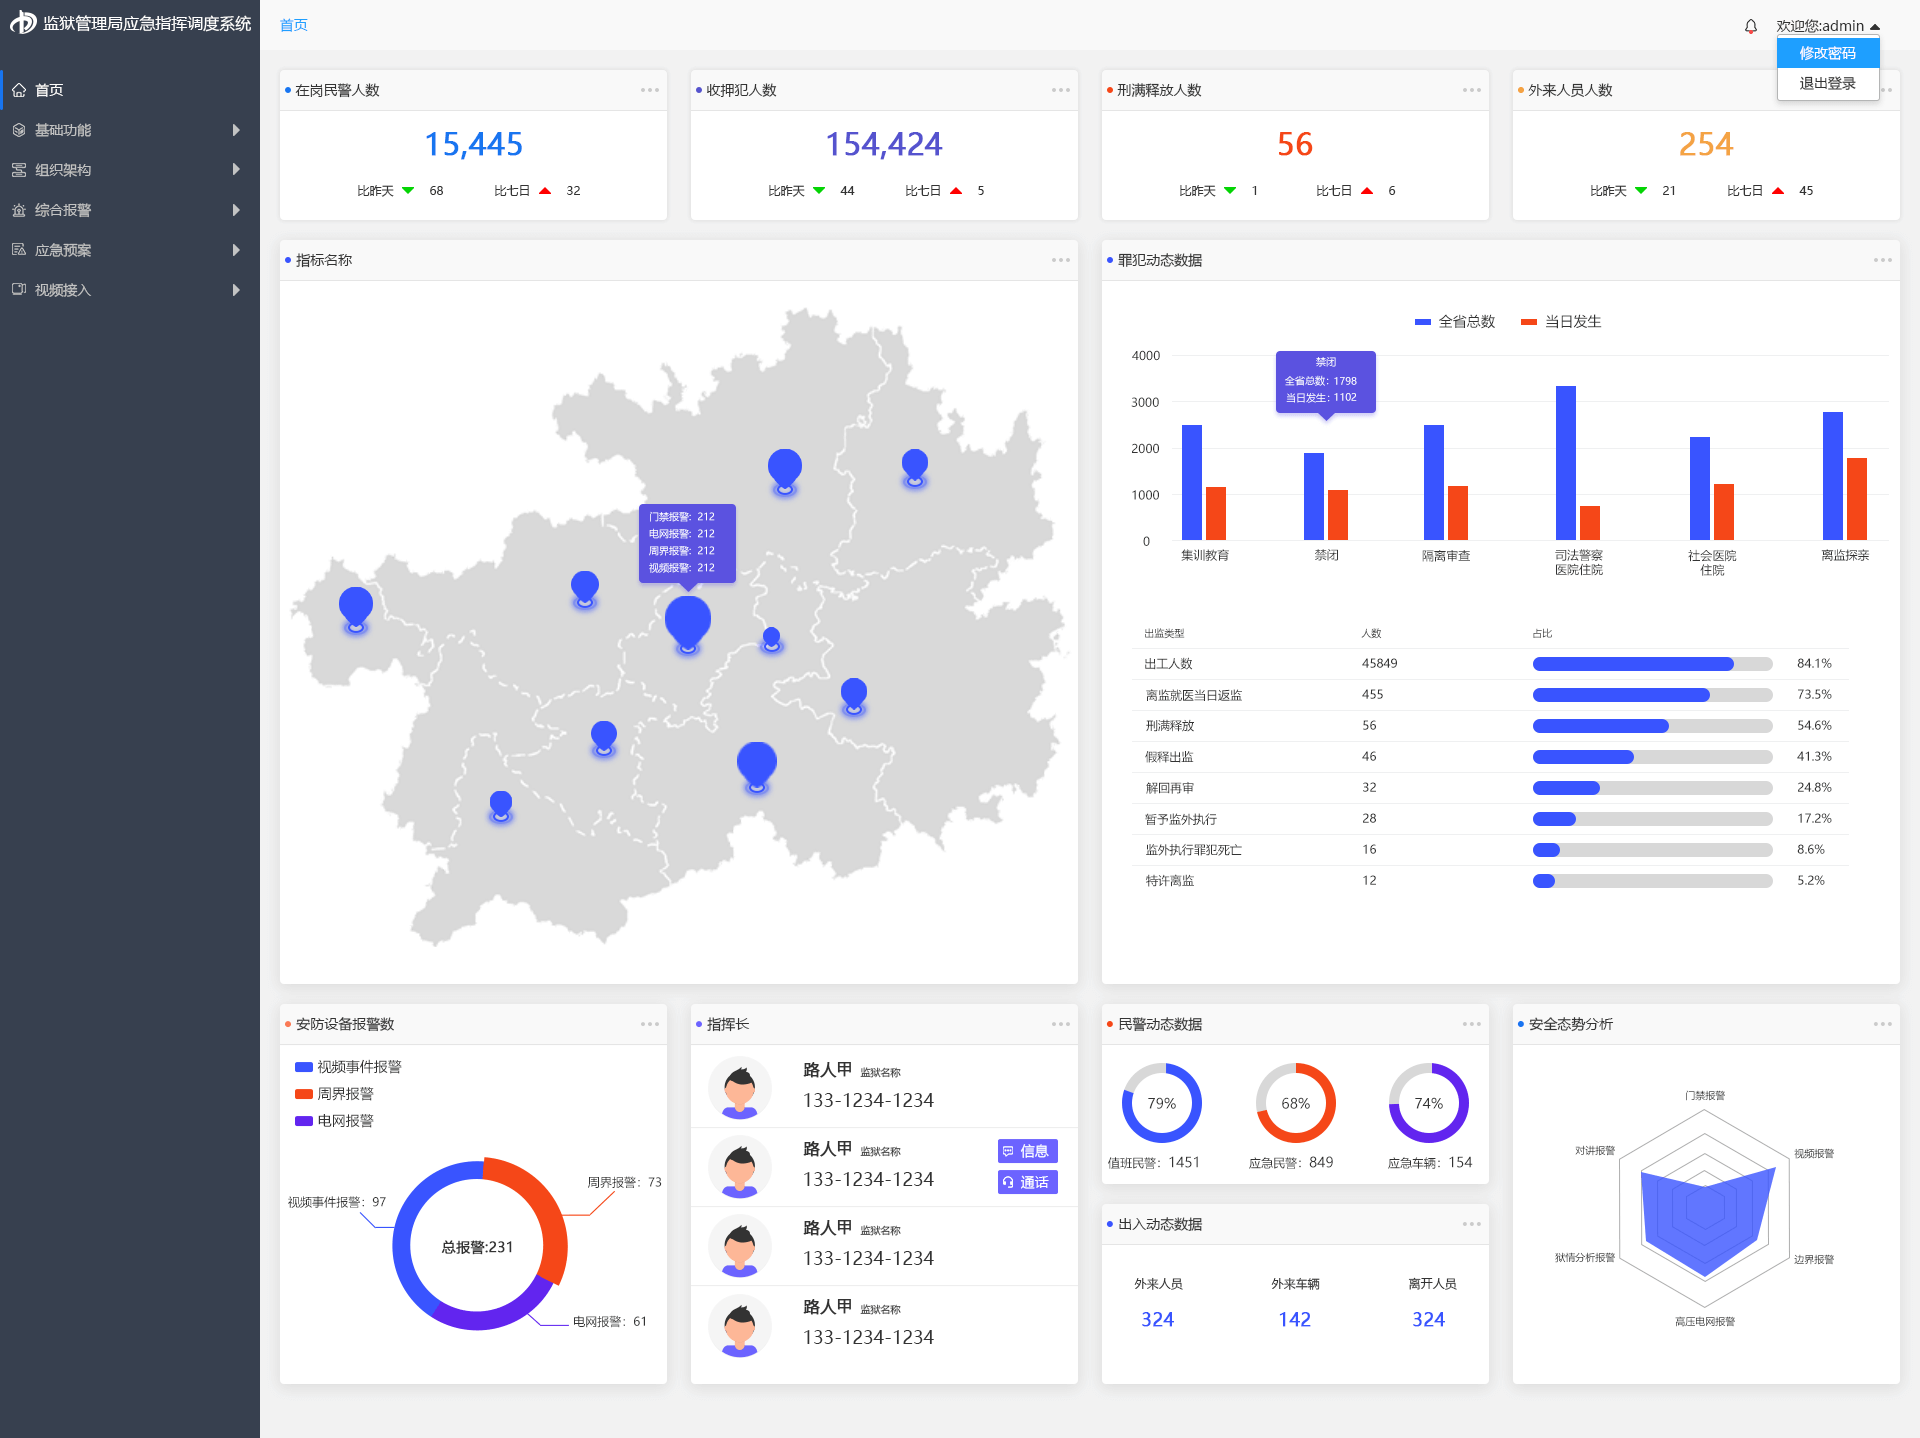 监狱管理局应急指挥调度系统
首页
欢迎您:admin
修改密码
退出登录
首页
基础功能
组织架构
综合报警
应急预案
视频接入
在岗民警人数
15,445
比昨天 68 比七日 32
收押犯人数
154,424
比昨天 44 比七日 5
刑满释放人数
56
比昨天 1 比七日 6
外来人员人数
254
比昨天 21 比七日 45
指标名称
门禁报警: 212
电网报警: 212
周界报警: 212
视频报警: 212
罪犯动态数据
全省总数 当日发生
4000
3000
2000
1000
0
禁闭
全省总数: 1798
当日发生: 1102
集训教育
禁闭
隔离审查
司法警察
医院住院
社会医院
住院
离监探亲
出监类型 人数 占比
出工人数 45849 84.1%
离监就医当日返监 455 73.5%
刑满释放 56 54.6%
假释出监 46 41.3%
解回再审 32 24.8%
暂予监外执行 28 17.2%
监外执行罪犯死亡 16 8.6%
特许离监 12 5.2%
安防设备报警数
视频事件报警
周界报警
电网报警
周界报警: 73
视频事件报警: 97
总报警:231
电网报警: 61
指挥长
路人甲 监狱名称
133-1234-1234
路人甲 监狱名称
133-1234-1234
信息
通话
路人甲 监狱名称
133-1234-1234
路人甲 监狱名称
133-1234-1234
民警动态数据
79% 68% 74%
值班民警: 1451
应急民警: 849
应急车辆: 154
出入动态数据
外来人员 外来车辆 离开人员
324 142 324
安全态势分析
门禁报警
对讲报警
视频报警
狱情分析报警
边界报警
高压电网报警